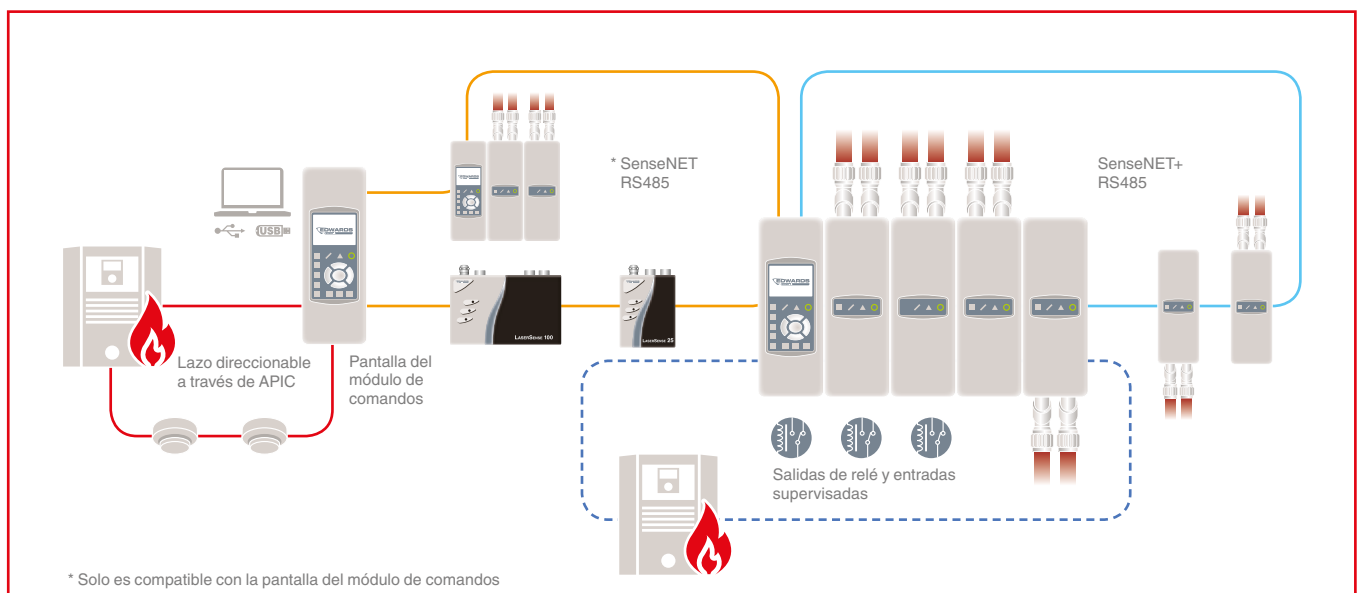 * SenseNET
RS485
SenseNET+
RS485
USB
EDWARDS
EDWARDS
LASERSENSE 100
LASERSENSE 25
Lazo direccionable
a través de APIC
Pantalla del
módulo de
comandos
Salidas de relé y entradas
supervisadas
* Solo es compatible con la pantalla del módulo de comandos